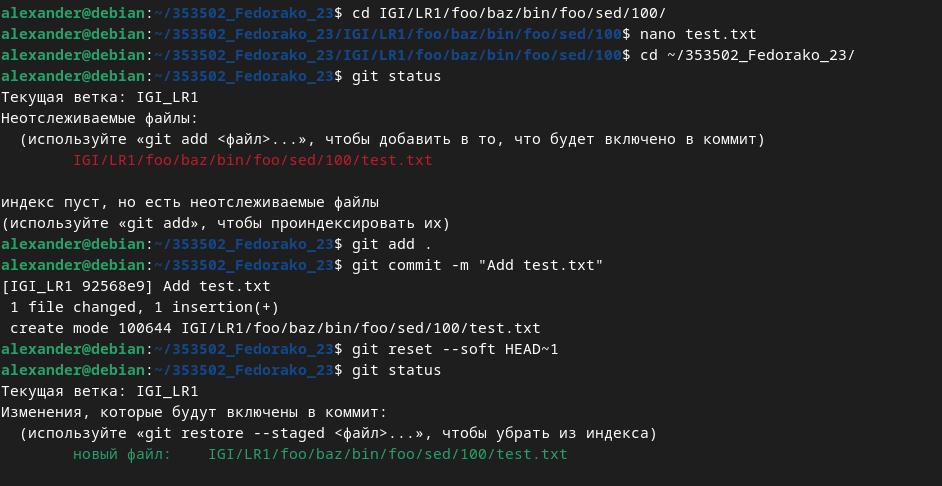 alexander@debian:~/353502_Fedorako_23$ cd IGI/LR1/foo/baz/bin/foo/sed/100/
alexander@debian:~/353502_Fedorako_23/IGI/LR1/foo/baz/bin/foo/sed/100$ nano test.txt
alexander@debian:~/353502_Fedorako_23/IGI/LR1/foo/baz/bin/foo/sed/100$ cd ~/353502_Fedorako_23/
alexander@debian:~/353502_Fedorako_23$ git status
Текущая ветка: IGI_LR1
Неотслеживаемые файлы:
  (используйте «git add <файл>...», чтобы добавить в то, что будет включено в коммит)
        IGI/LR1/foo/baz/bin/foo/sed/100/test.txt

индекс пуст, но есть неотслеживаемые файлы
(используйте «git add», чтобы проиндексировать их)
alexander@debian:~/353502_Fedorako_23$ git add .
alexander@debian:~/353502_Fedorako_23$ git commit -m "Add test.txt"
[IGI_LR1 92568e9] Add test.txt
 1 file changed, 1 insertion(+)
 create mode 100644 IGI/LR1/foo/baz/bin/foo/sed/100/test.txt
alexander@debian:~/353502_Fedorako_23$ git reset --soft HEAD~1
alexander@debian:~/353502_Fedorako_23$ git status
Текущая ветка: IGI_LR1
Изменения, которые будут включены в коммит:
  (используйте «git restore --staged <файл>...», чтобы убрать из индекса)
        новый файл:    IGI/LR1/foo/baz/bin/foo/sed/100/test.txt